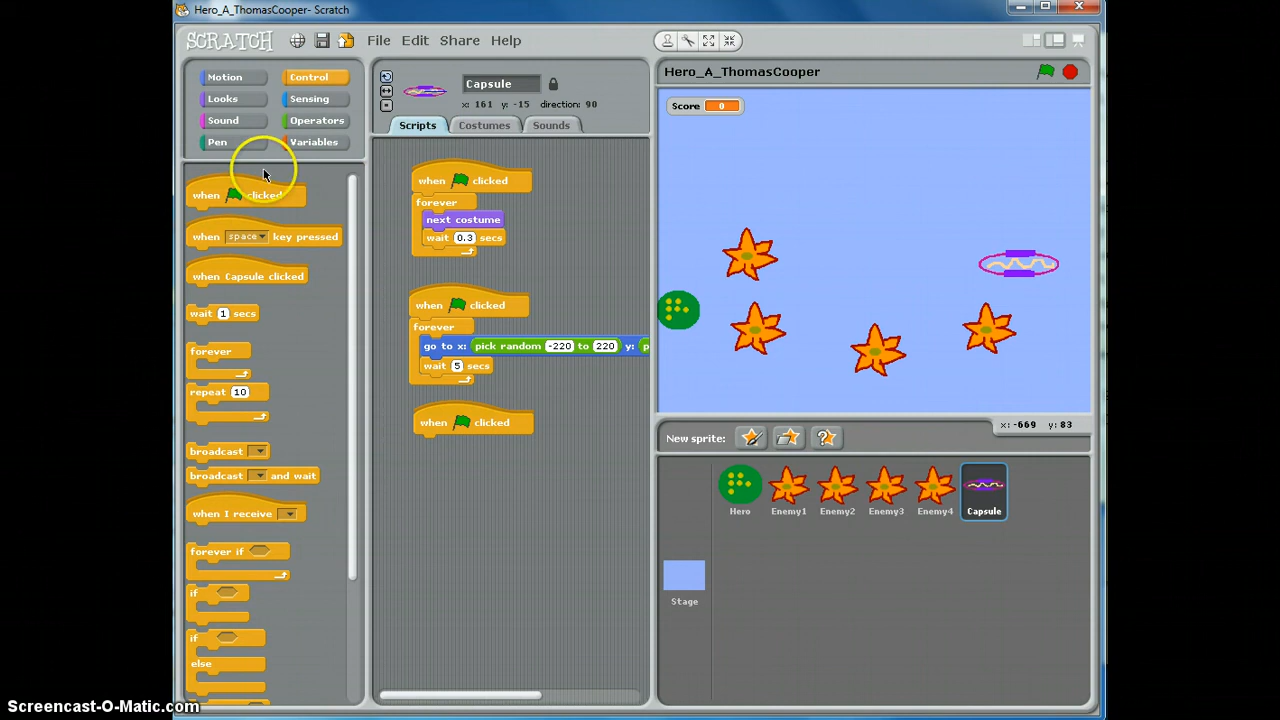 Hero_A_ThomasCooper- Scratch
SCRATCH File Edit Share Help
Motion Control
Looks Sensing
Sound Operators
Pen Variables
when clicked
when space key pressed
when Capsule clicked
wait 1 secs
forever
repeat 10
broadcast
broadcast and wait
when I receive
forever if
if
if
else
Capsule
x: 161 y: -15 direction: 90
Scripts Costumes Sounds
when clicked
forever
next costume
wait 0.3 secs
when clicked
forever
go to x: pick random -220 to 220 y: p
wait 5 secs
when clicked
Hero_A_ThomasCooper
Score 0
x: -669 y: 83
New sprite:
Hero Enemy1 Enemy2 Enemy3 Enemy4 Capsule
Stage
Screencast-O-Matic.com